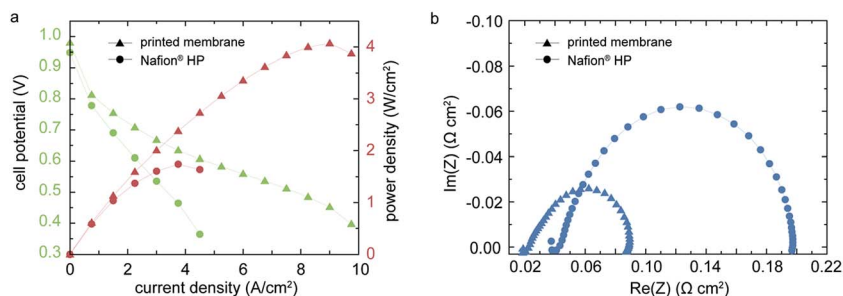 a
printed membrane
Nafion® HP
cell potential (V)
1.0
0.9
0.8
0.7
0.6
0.5
0.4
0.3
power density (W/cm²)
4
3
2
1
0
0 2 4 6 8 10
current density (A/cm²)
b
printed membrane
Nafion® HP
Im(Z) (Ω cm²)
-0.10
-0.08
-0.06
-0.04
-0.02
0.00
0.02 0.06 0.10 0.14 0.18 0.22
Re(Z) (Ω cm²)